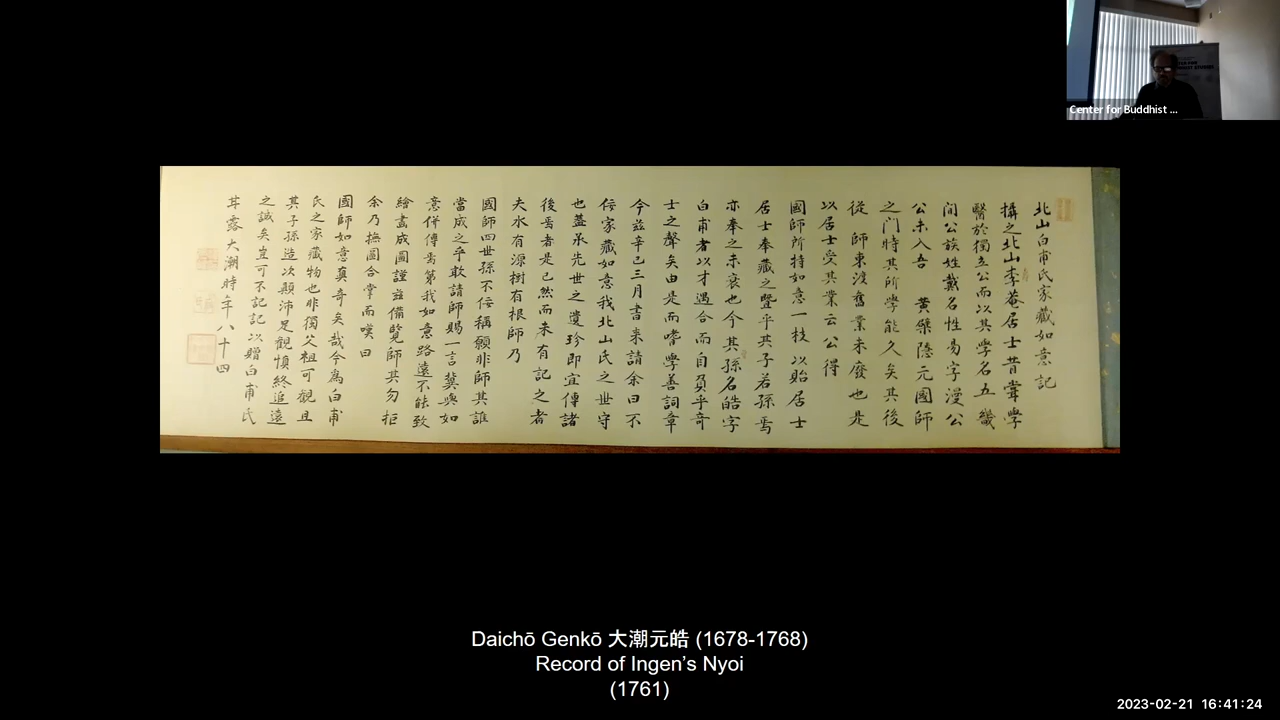 北山白甫氏家藏如意記
攝之北山李菴居士昔嘗學
醫於獨立公而以其學名五畿
間公族姓戴名性易字漫公
公未入吾 黃檗隱元國師
之門特其所學能久矣其後
從 師東渡舊業未廢也是
以居士受其業云公得
國師所持如意一枝以貽居士
居士奉藏之曁乎其子若孫焉
亦奉之未衰也今其孫名皓字
白甫者以才遇合而自負乎奇
士之聲矣由是而嗜學善詞章
今茲辛巳三月書来請余曰不
佞家藏如意我北山氏之世守
也蓋承先世之遺珍即宜傳諸
後焉者是已然而未有記之者
夫水有源樹有根師乃
國師四世孫不佞稱願非師其誰
當成之乎敢請師賜一言冀與如
意併傳焉第我如意路遠不能致
繪畫成圖謹茲備覧師其勿拒
余乃撫圖合掌而嘆曰
國師如意真奇矣哉今為白甫
氏之家藏物也非獨父祖可觀且
其子孫造次顛沛足觀慎終追遠
之誠矣豈可不記記以贈白甫氏
大潮時年八十四
Daichō Genkō 大潮元皓 (1678-1768)
Record of Ingen's Nyoi
(1761)
Center for Buddhist ...
2023-02-21 16:41:24